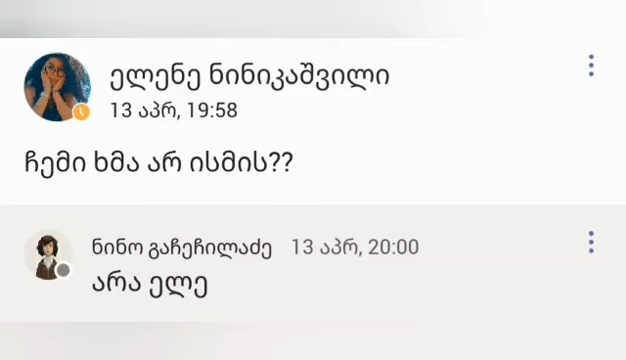 ელენე ნინიკაშვილი
13 აპრ, 19:58
ჩემი ხმა არ ისმის??
ნინო გაჩეჩილაძე 13 აპრ, 20:00
არა ელე